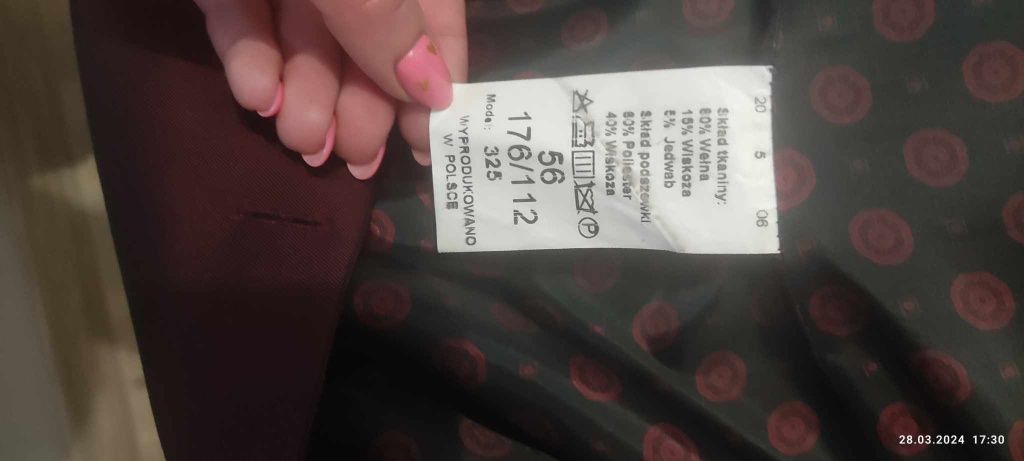 20 5 06
Skład tkaniny:
80% Wełna
15% Wiskoza
5% Jedwab
Skład podszewki
60% Poliester
40% Wiskoza
P
56
176/112
Model: 325
WYPRODUKOWANO
W POLSCE
28.03.2024 17:30